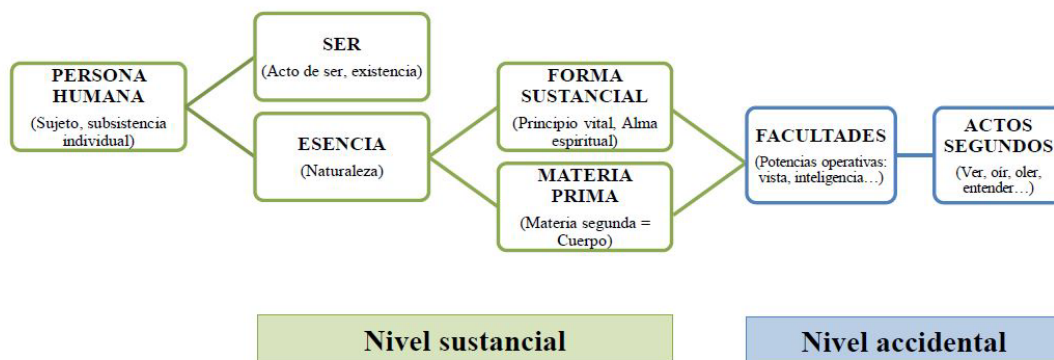 PERSONA
HUMANA
(Sujeto, subsistencia
individual)
SER
(Acto de ser, existencia)
ESENCIA
(Naturaleza)
FORMA
SUSTANCIAL
(Principio vital, Alma
espiritual)
MATERIA
PRIMA
(Materia segunda =
Cuerpo)
FACULTADES
(Potencias operativas:
vista, inteligencia…)
ACTOS
SEGUNDOS
(Ver, oír, oler,
entender…)
Nivel sustancial
Nivel accidental